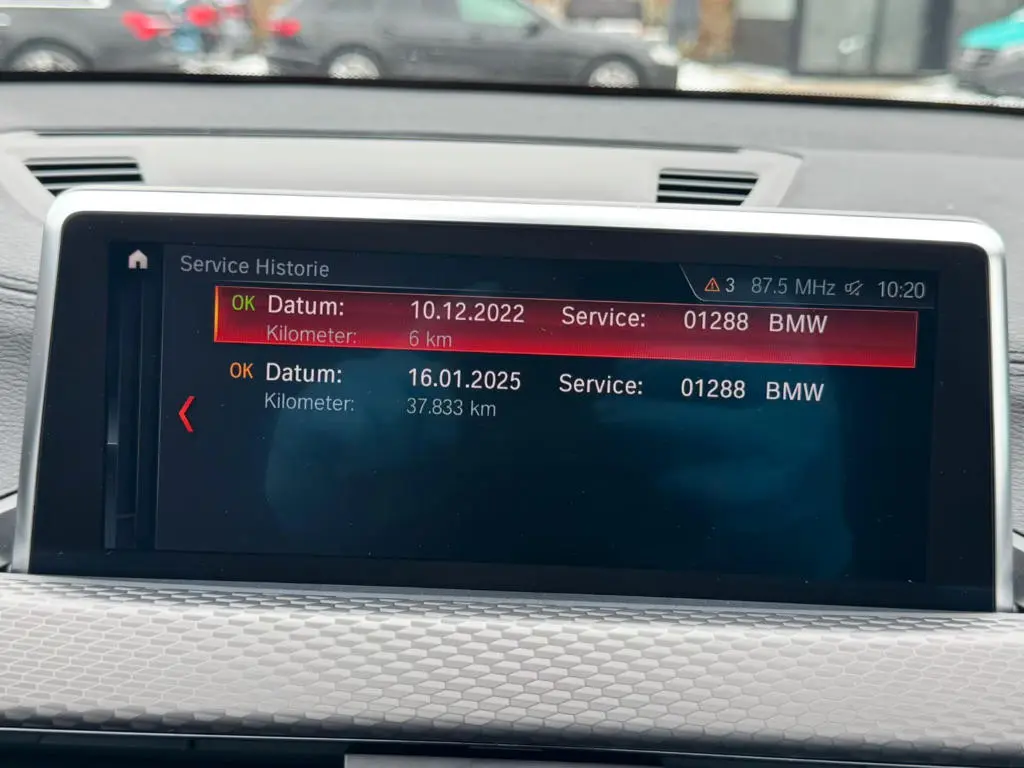 Service Historie
3 87.5 MHz 10:20
OK Datum: 10.12.2022 Service: 01288 BMW
Kilometer: 6 km
OK Datum: 16.01.2025 Service: 01288 BMW
Kilometer: 37.833 km